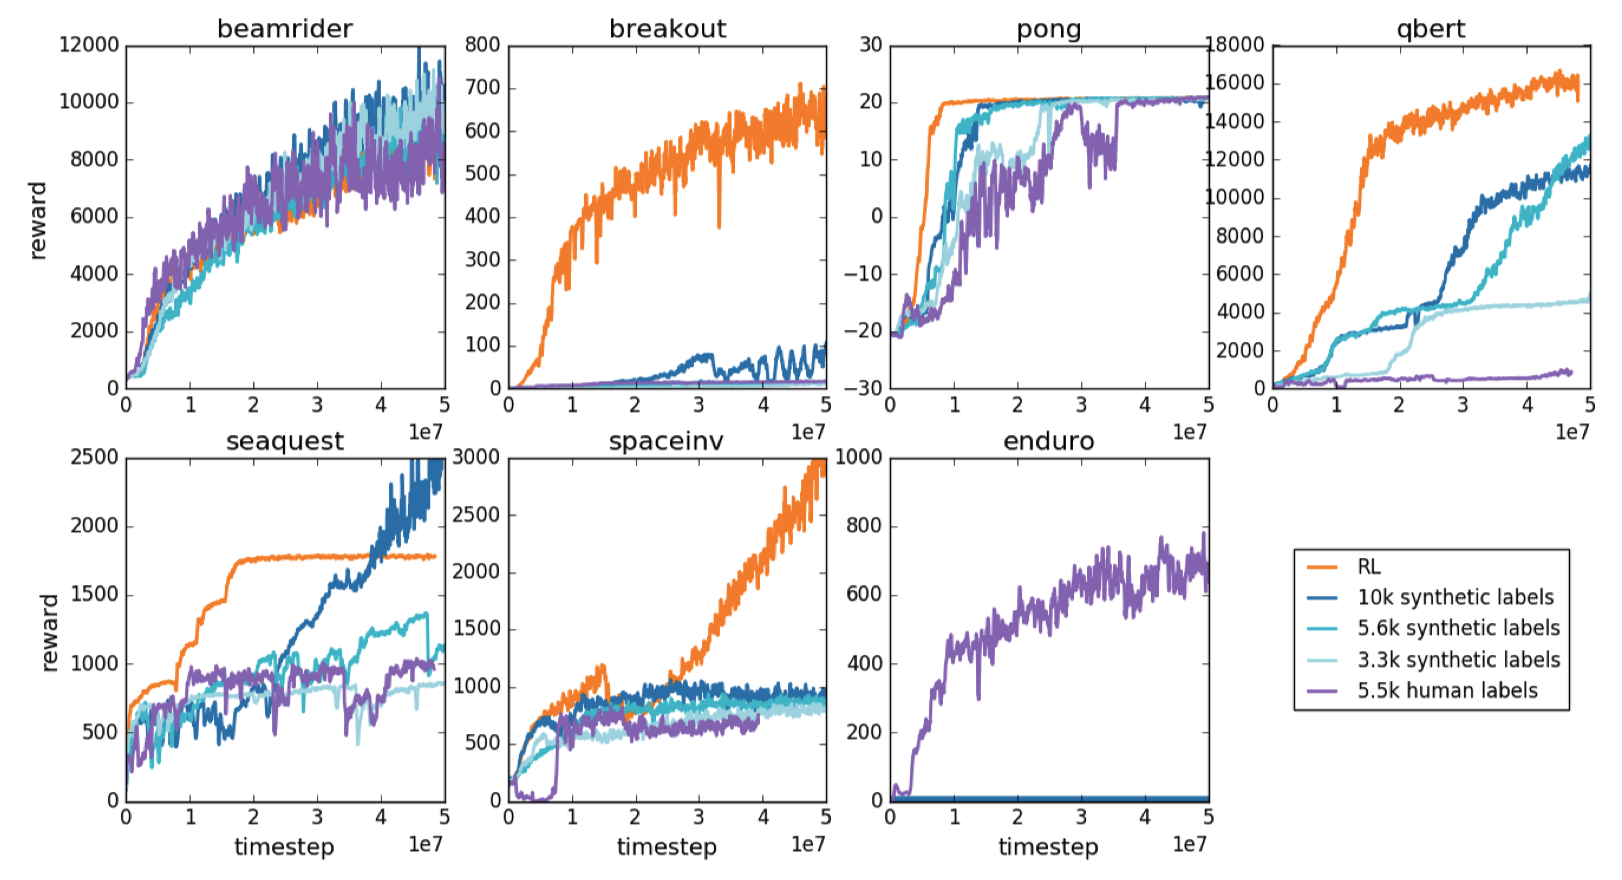 beamrider
12000
10000
8000
6000
4000
2000
0
reward
0 1 2 3 4 5
1e7
breakout
800
700
600
500
400
300
200
100
0
0 1 2 3 4 5
1e7
pong
30
20
10
0
−10
−20
−30
0 1 2 3 4 5
1e7
qbert
18000
16000
14000
12000
10000
8000
6000
4000
2000
0
0 1 2 3 4 5
1e7
seaquest
2500
2000
1500
1000
500
0
reward
0 1 2 3 4 5
timestep 1e7
spaceinv
3000
2500
2000
1500
1000
500
0
0 1 2 3 4 5
timestep 1e7
enduro
1000
800
600
400
200
0
0 1 2 3 4 5
timestep 1e7
RL
10k synthetic labels
5.6k synthetic labels
3.3k synthetic labels
5.5k human labels